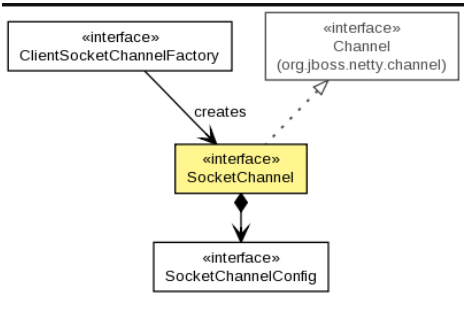 «interface»
ClientSocketChannelFactory
«interface»
Channel
(org.jboss.netty.channel)
creates
«interface»
SocketChannel
«interface»
SocketChannelConfig